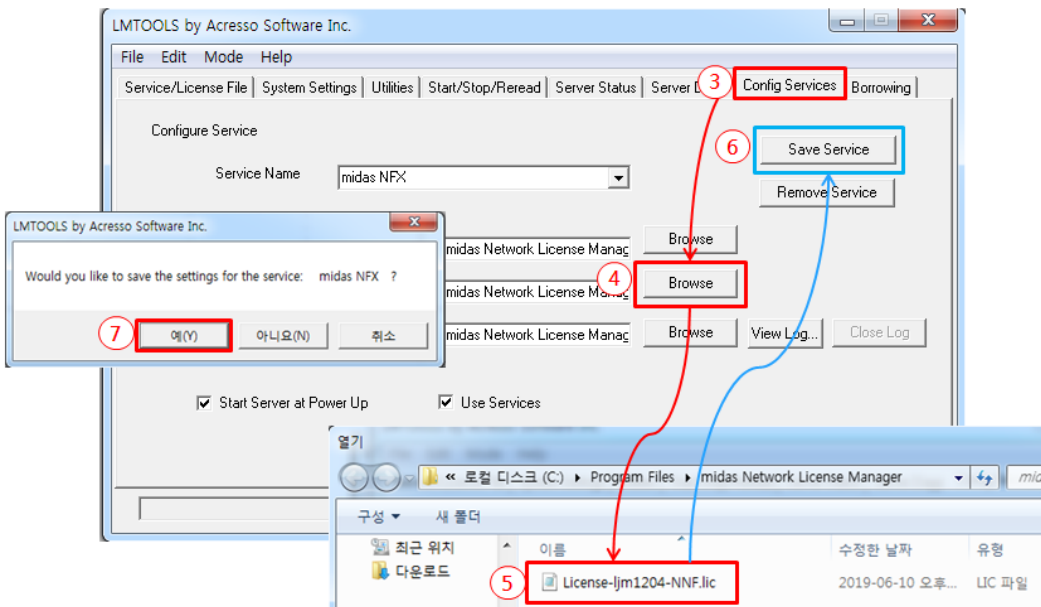 LMTOOLS by Acresso Software Inc.
File Edit Mode Help
Service/License File System Settings Utilities Start/Stop/Reread Server Status Server D 3 Config Services Borrowing
Configure Service
6 Save Service
Service Name midas NFX
Remove Service
LMTOOLS by Acresso Software Inc.
Would you like to save the settings for the service: midas NFX ?
7 예(Y) 아니요(N) 취소
midas Network License Manag Browse
midas Network License Manag 4 Browse
midas Network License Manag Browse View Log... Close Log
Start Server at Power Up Use Services
열기
« 로컬 디스크 (C:) Program Files midas Network License Manager mid
구성 새 폴더
최근 위치 이름 수정한 날짜 유형
다운로드 5 License-ljm1204-NNF.lic 2019-06-10 오후... LIC 파일